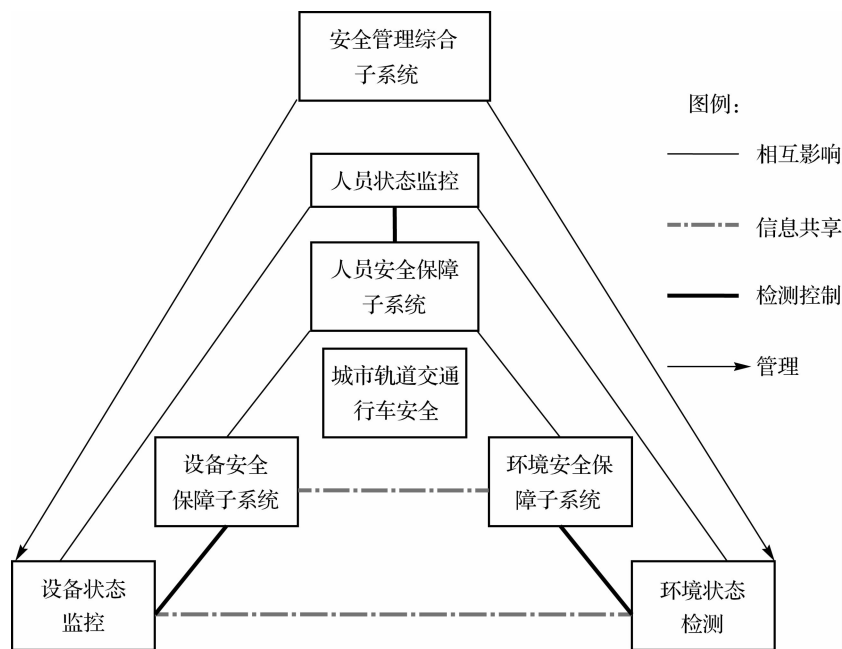 安全管理综合
子系统
图例：
人员状态监控
相互影响
信息共享
人员安全保障
子系统
检测控制
城市轨道交通
行车安全
管理
设备安全
保障子系统
环境安全保
障子系统
设备状态
监控
环境状态
检测